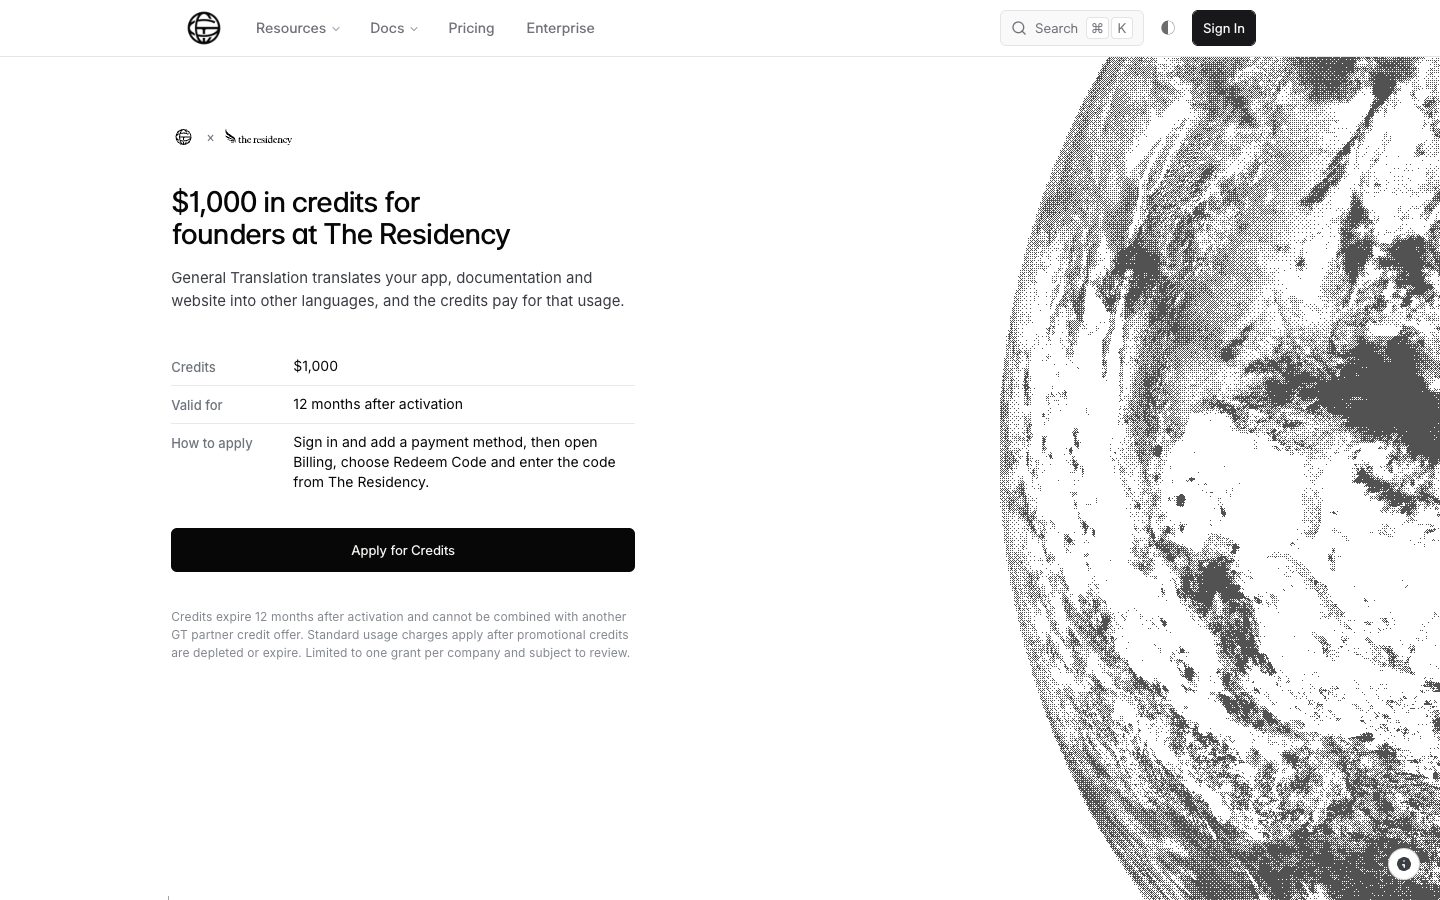 Resources
Docs
Pricing
Enterprise
Search ⌘ K
Sign In
x the residency
$1,000 in credits for
founders at The Residency
General Translation translates your app, documentation and
website into other languages, and the credits pay for that usage.
Credits $1,000
Valid for 12 months after activation
How to apply Sign in and add a payment method, then open
Billing, choose Redeem Code and enter the code
from The Residency.
Apply for Credits
Credits expire 12 months after activation and cannot be combined with another
GT partner credit offer. Standard usage charges apply after promotional credits
are depleted or expire. Limited to one grant per company and subject to review.